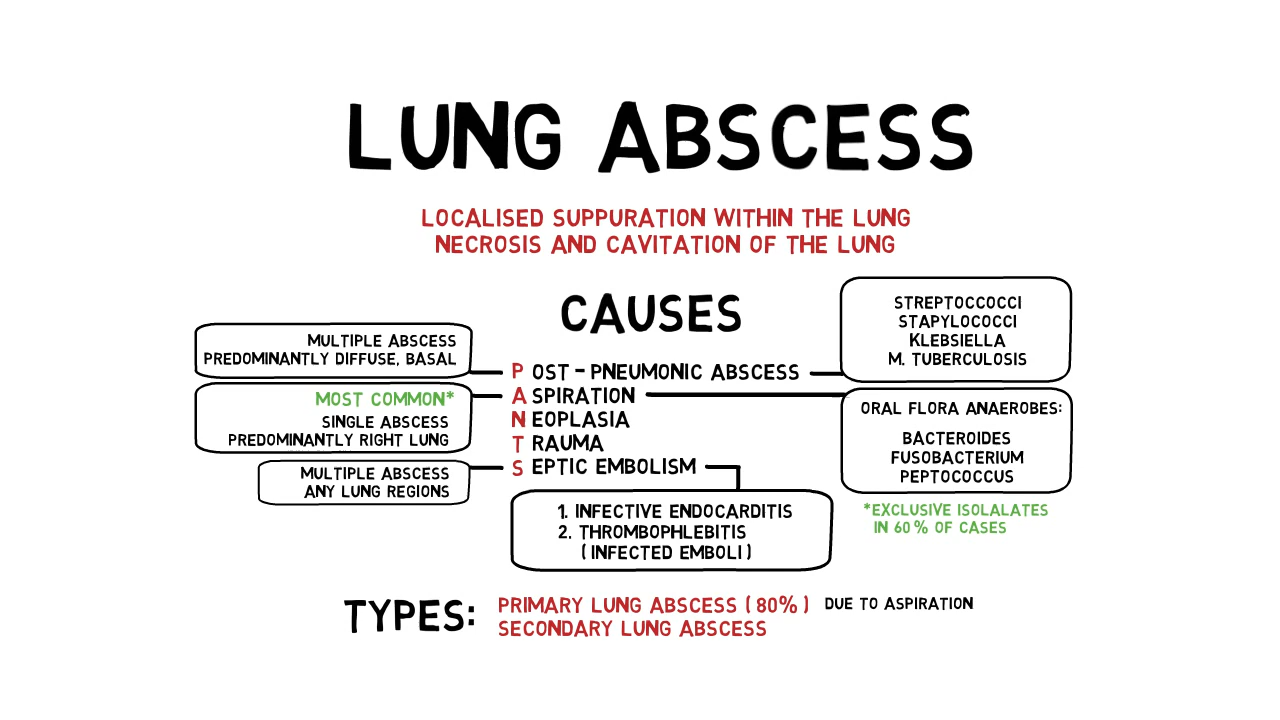 LUNG ABSCESS
LOCALISED SUPPURATION WITHIN THE LUNG
NECROSIS AND CAVITATION OF THE LUNG
CAUSES
MULTIPLE ABSCESS
PREDOMINANTLY DIFFUSE, BASAL
MOST COMMON*
SINGLE ABSCESS
PREDOMINANTLY RIGHT LUNG
MULTIPLE ABSCESS
ANY LUNG REGIONS
POST - PNEUMONIC ABSCESS
ASPIRATION
NEOPLASIA
TRAUMA
SEPTIC EMBOLISM
STREPTOCCOCCI
STAPYLOCOCCI
KLEBSIELLA
M. TUBERCULOSIS
ORAL FLORA ANAEROBES:
BACTEROIDES
FUSOBACTERIUM
PEPTOCOCCUS
*EXCLUSIVE ISOLALATES
IN 60% OF CASES
1. INFECTIVE ENDOCARDITIS
2. THROMBOPHLEBITIS
(INFECTED EMBOLI)
TYPES:
PRIMARY LUNG ABSCESS (80%) DUE TO ASPIRATION
SECONDARY LUNG ABSCESS